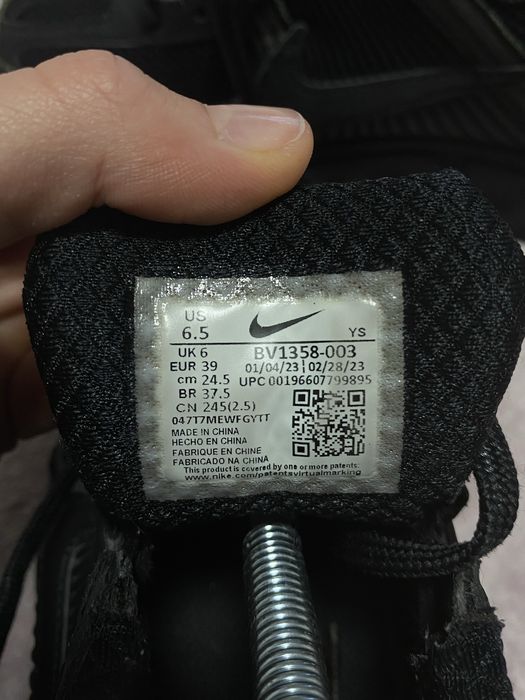 US
6.5
YS
UK 6
BV1358-003
EUR 39
01/04/23 | 02/28/23
cm 24.5
UPC 00196607799895
BR 37.5
CN 245(2.5)
047T7MEWFGYTT
MADE IN CHINA
HECHO EN CHINA
FABRIQUE EN CHINE
FABRICADO NA CHINA
This product is covered by one or more patents:
www.nike.com/patentsvirtualmarking